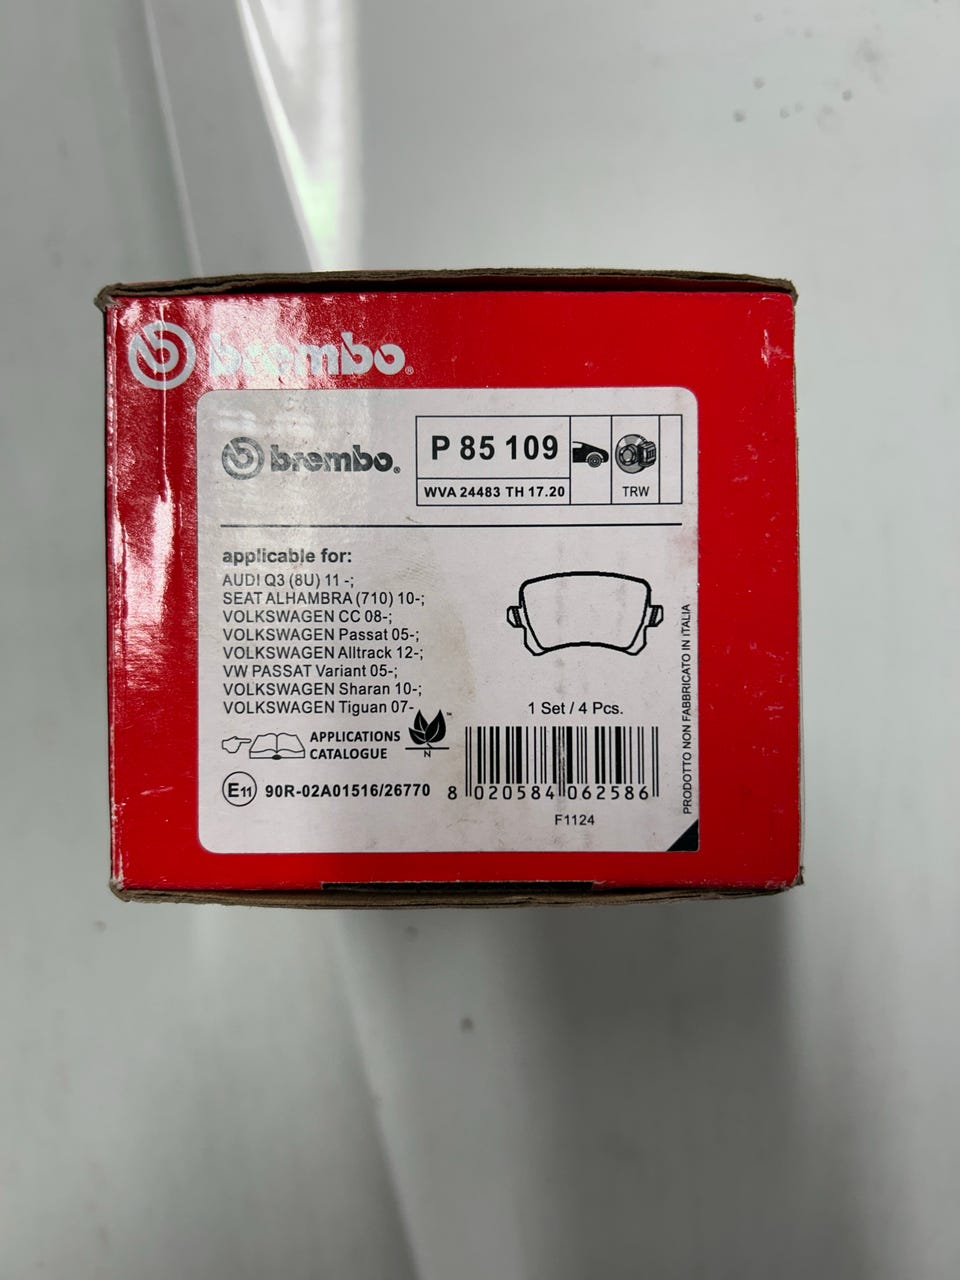 brembo®
brembo®
P 85 109
WVA 24483 TH 17.20
TRW
applicable for:
AUDI Q3 (8U) 11 -;
SEAT ALHAMBRA (710) 10-;
VOLKSWAGEN CC 08-;
VOLKSWAGEN Passat 05-;
VOLKSWAGEN Alltrack 12-;
VW PASSAT Variant 05-;
VOLKSWAGEN Sharan 10-;
VOLKSWAGEN Tiguan 07-
1 Set / 4 Pcs.
APPLICATIONS
CATALOGUE
™
N
E11 90R-02A01516/26770
8 020584 062586
F1124
PRODOTTO NON FABBRICATO IN ITALIA